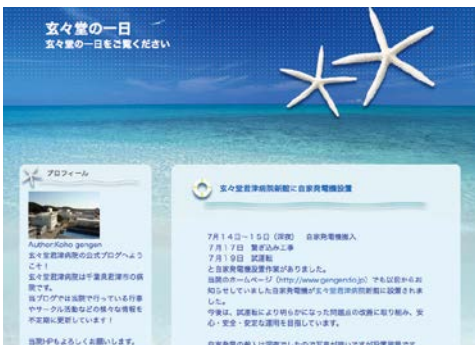 玄々堂の一日
玄々堂の一日をご覧ください
プロフィール
Author:Koho gengen
玄々堂君津病院の公式ブログへよう
こそ！
玄々堂君津病院は千葉県君津市の病
院です。
当ブログでは当院で行っている行事
やサークル活動などの様々な情報を
不定期に更新しています！
当院HPもよろしくお願いします。
玄々堂君津病院新館に自家発電機設置
7月14日～15日（深夜）　自家発電機搬入
7月17日　繋ぎ込み工事
7月19日　試運転
と自家発電機設置作業がありました。
当院のホームページ（http://www.gengendo.jp）でも以前からお
知らせしていました自家発電機が玄々堂君津病院新館に設置されま
した。
今後は、試運転により明らかになった問題点の改善に取り組み、安
心・安全・安定な運用を目指しています。